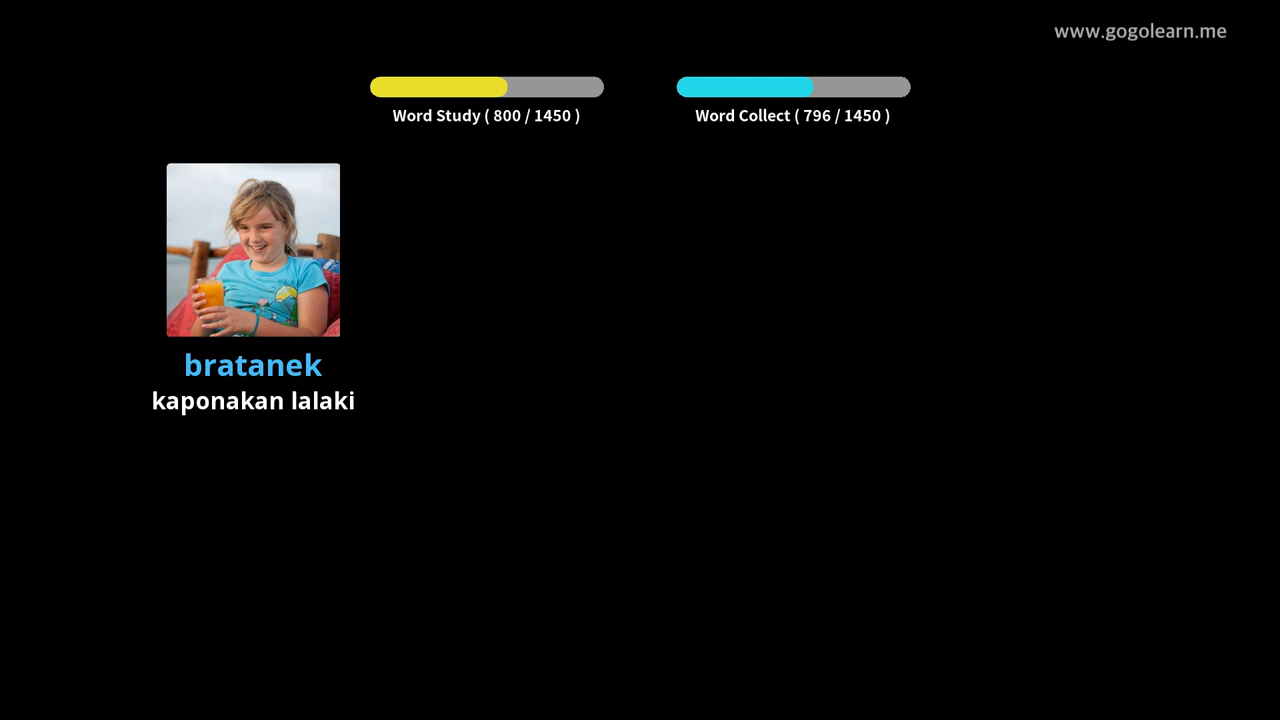 www.gogolearn.me
Word Study ( 800 / 1450 )
Word Collect ( 796 / 1450 )
bratanek
kaponakan lalaki